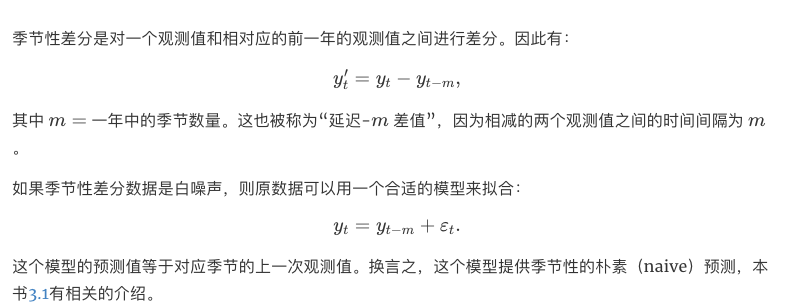 季节性差分是对一个观测值和相对应的前一年的观测值之间进行差分。因此有：
y′ₜ = yₜ − yₜ₋ₘ,
其中 m = 一年中的季节数量。这也被称为“延迟-m 差值”，因为相减的两个观测值之间的时间间隔为 m
。
如果季节性差分数据是白噪声，则原数据可以用一个合适的模型来拟合：
yₜ = yₜ₋ₘ + εₜ.
这个模型的预测值等于对应季节的上一次观测值。换言之，这个模型提供季节性的朴素（naive）预测，本
书3.1有相关的介绍。